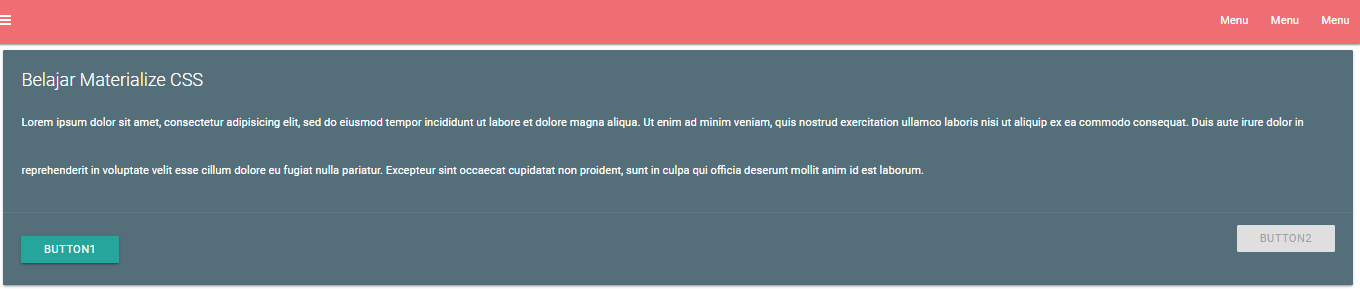 Menu Menu Menu
Belajar Materialize CSS
Lorem ipsum dolor sit amet, consectetur adipisicing elit, sed do eiusmod tempor incididunt ut labore et dolore magna aliqua. Ut enim ad minim veniam, quis nostrud exercitation ullamco laboris nisi ut aliquip ex ea commodo consequat. Duis aute irure dolor in
reprehenderit in voluptate velit esse cillum dolore eu fugiat nulla pariatur. Excepteur sint occaecat cupidatat non proident, sunt in culpa qui officia deserunt mollit anim id est laborum.
BUTTON1 BUTTON2